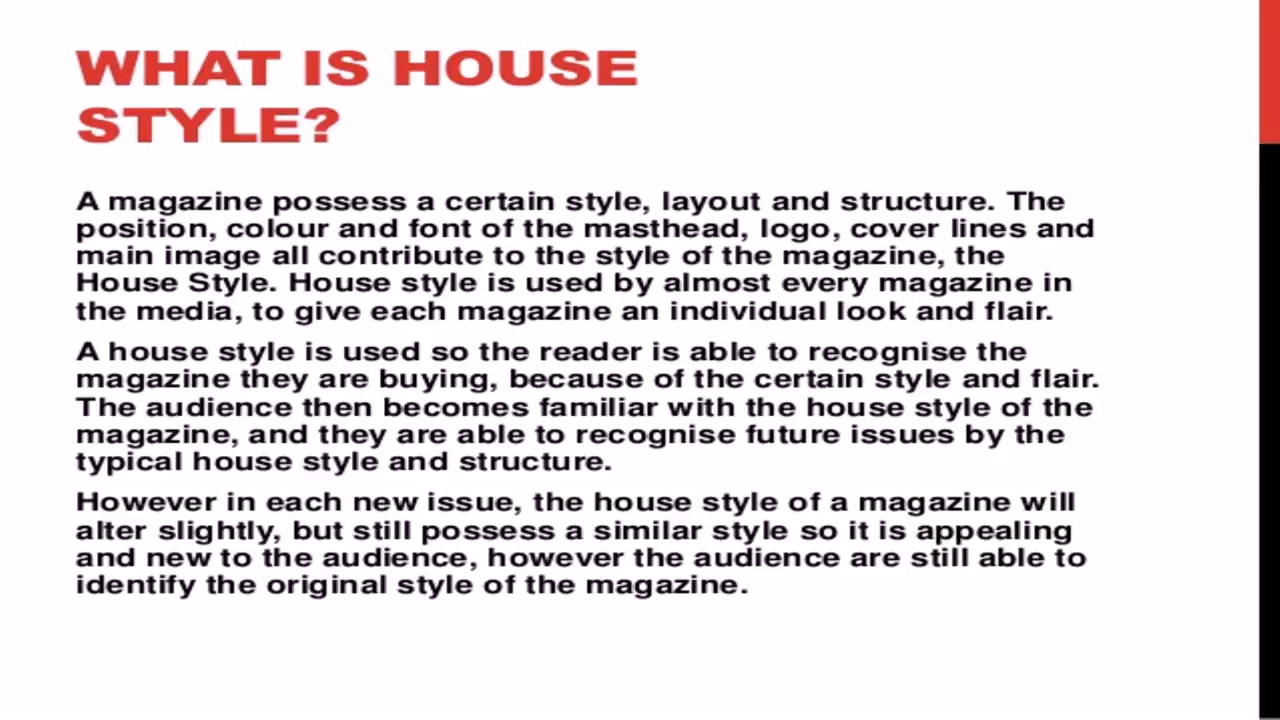 WHAT IS HOUSE
STYLE?
A magazine possess a certain style, layout and structure. The
position, colour and font of the masthead, logo, cover lines and
main image all contribute to the style of the magazine, the
House Style. House style is used by almost every magazine in
the media, to give each magazine an individual look and flair.
A house style is used so the reader is able to recognise the
magazine they are buying, because of the certain style and flair.
The audience then becomes familiar with the house style of the
magazine, and they are able to recognise future issues by the
typical house style and structure.
However in each new issue, the house style of a magazine will
alter slightly, but still possess a similar style so it is appealing
and new to the audience, however the audience are still able to
identify the original style of the magazine.